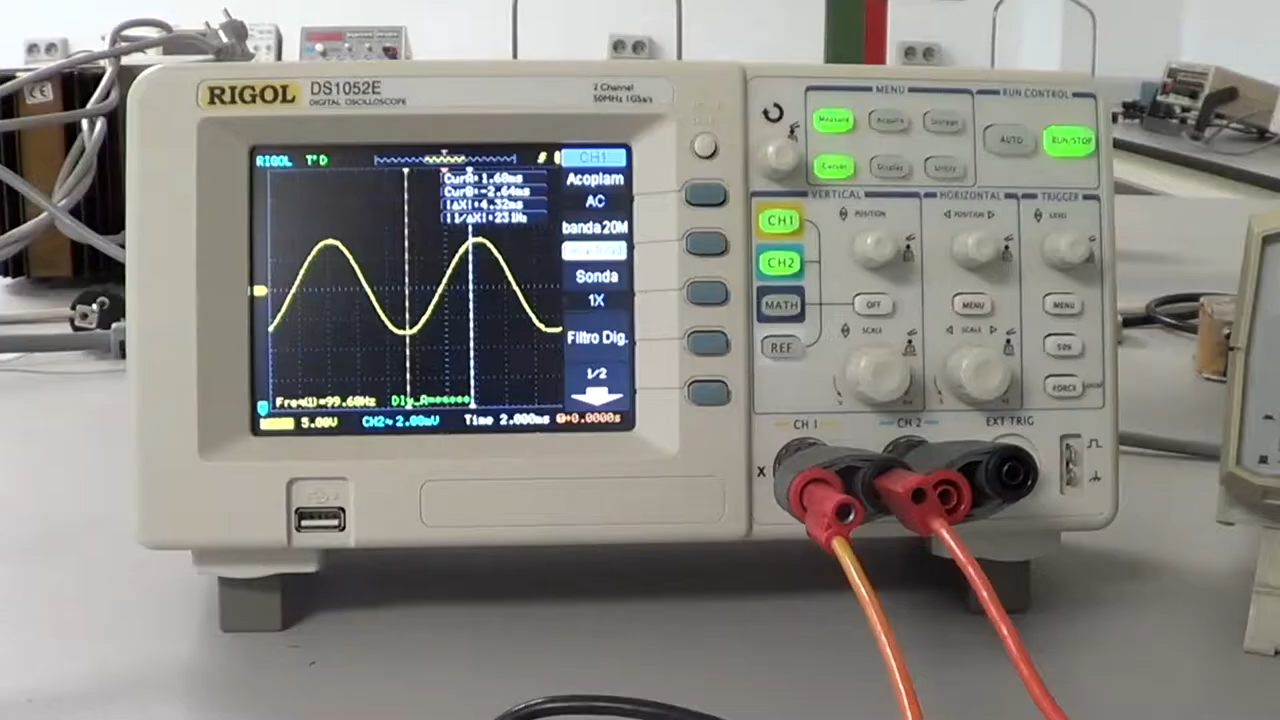 RIGOL
DS1052E
DIGITAL OSCILLOSCOPE
2 Channel
50MHz 1GSa/s
RIGOL T'D
CH1
CurA= 1.68ms
CurB=-2.64ms
|ΔX|=4.32ms
|1/ΔX|=231Hz
Acoplam
AC
banda20M
Sonda
1X
Filtro Dig.
1/2
Freq(1)=99.60Hz
5.00V
CH2~ 2.00mV
Time 2.000ms
+0.0000s
MENU
Measure
Acquire
Storage
Cursor
Display
Utility
RUN CONTROL
AUTO
RUN/STOP
VERTICAL
POSITION
CH1
CH2
MATH
REF
OFF
SCALE
HORIZONTAL
POSITION
MENU
SCALE
TRIGGER
LEVEL
MENU
50%
FORCE
CH 1
CH 2
EXT TRIG
X
CE